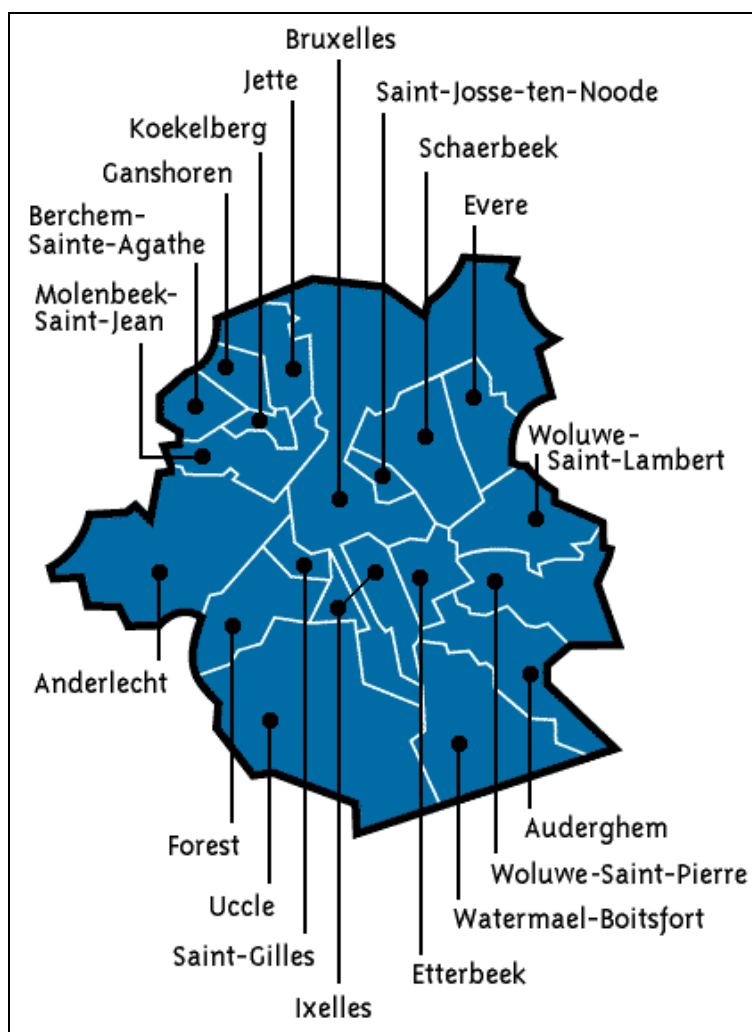 Bruxelles
Jette
Saint-Josse-ten-Noode
Koekelberg
Schaerbeek
Ganshoren
Evere
Berchem-
Sainte-Agathe
Molenbeek-
Saint-Jean
Woluwe-
Saint-Lambert
Anderlecht
Auderghem
Forest
Woluwe-Saint-Pierre
Uccle
Watermael-Boitsfort
Saint-Gilles
Etterbeek
Ixelles